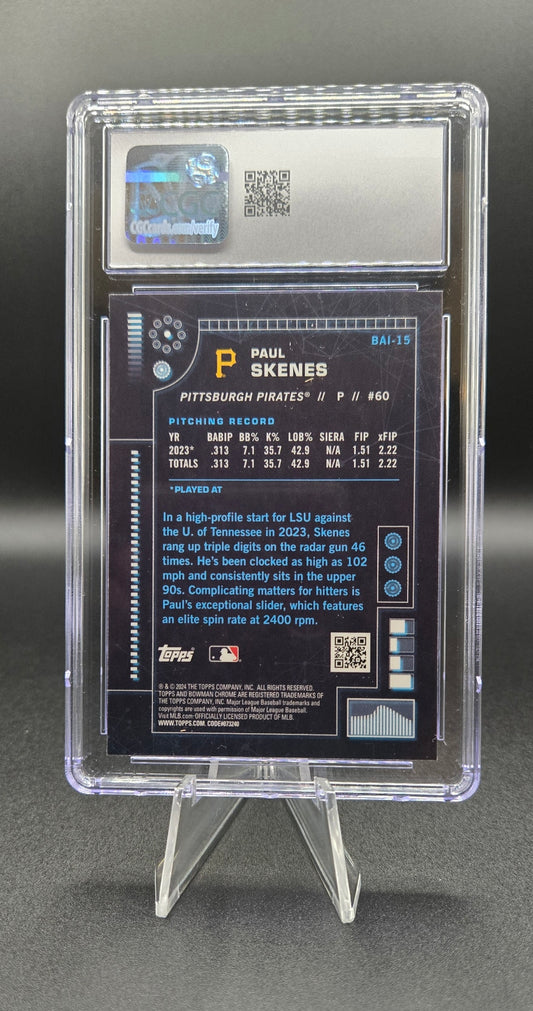 CGC
CGCcards.com/verify
BAI-15
P PAUL
SKENES
PITTSBURGH PIRATES® // P // #60
PITCHING RECORD
YR BABIP BB% K% LOB% SIERA FIP xFIP
2023* .313 7.1 35.7 42.9 N/A 1.51 2.22
TOTALS .313 7.1 35.7 42.9 N/A 1.51 2.22
*PLAYED AT
In a high-profile start for LSU against
the U. of Tennessee in 2023, Skenes
rang up triple digits on the radar gun 46
times. He's been clocked as high as 102
mph and consistently sits in the upper
90s. Complicating matters for hitters is
Paul's exceptional slider, which features
an elite spin rate at 2400 rpm.
Topps
® & © 2024 THE TOPPS COMPANY, INC. ALL RIGHTS RESERVED.
TOPPS AND BOWMAN CHROME ARE REGISTERED TRADEMARKS OF
THE TOPPS COMPANY, INC. Major League Baseball trademarks and
copyrights are used with permission of Major League Baseball.
Visit MLB.com OFFICIALLY LICENSED PRODUCT OF MLB.
WWW.TOPPS.COM CODE#073240